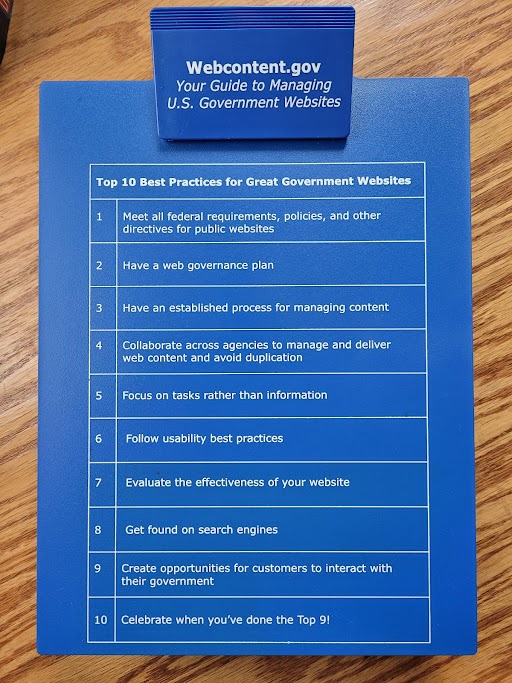 Webcontent.gov
Your Guide to Managing
U.S. Government Websites
Top 10 Best Practices for Great Government Websites
1 Meet all federal requirements, policies, and other
directives for public websites
2 Have a web governance plan
3 Have an established process for managing content
4 Collaborate across agencies to manage and deliver
web content and avoid duplication
5 Focus on tasks rather than information
6 Follow usability best practices
7 Evaluate the effectiveness of your website
8 Get found on search engines
9 Create opportunities for customers to interact with
their government
10 Celebrate when you've done the Top 9!